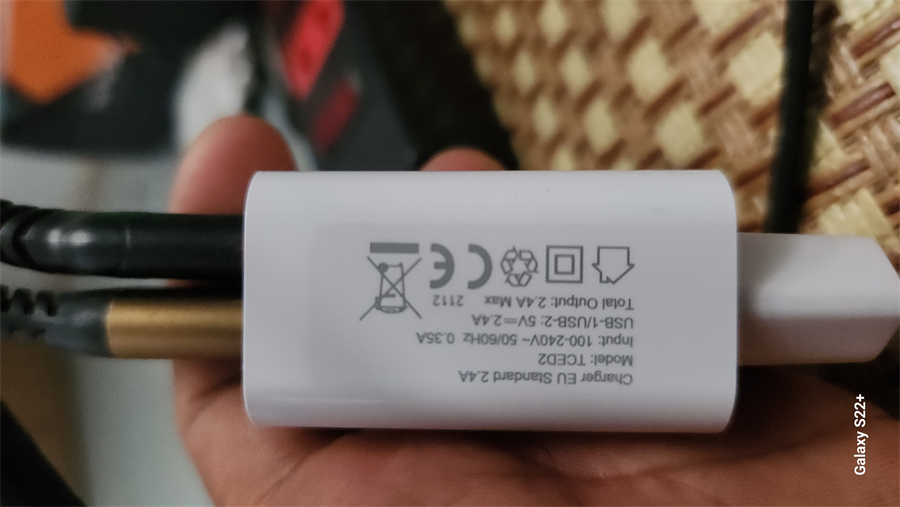 Charger EU Standard 2.4A
Model: TCED2
Input: 100-240V~ 50/60Hz 0.35A
USB-1/USB-2: 5V⎓2.4A
Total Output: 2.4A Max
2112
CE
Galaxy S22+